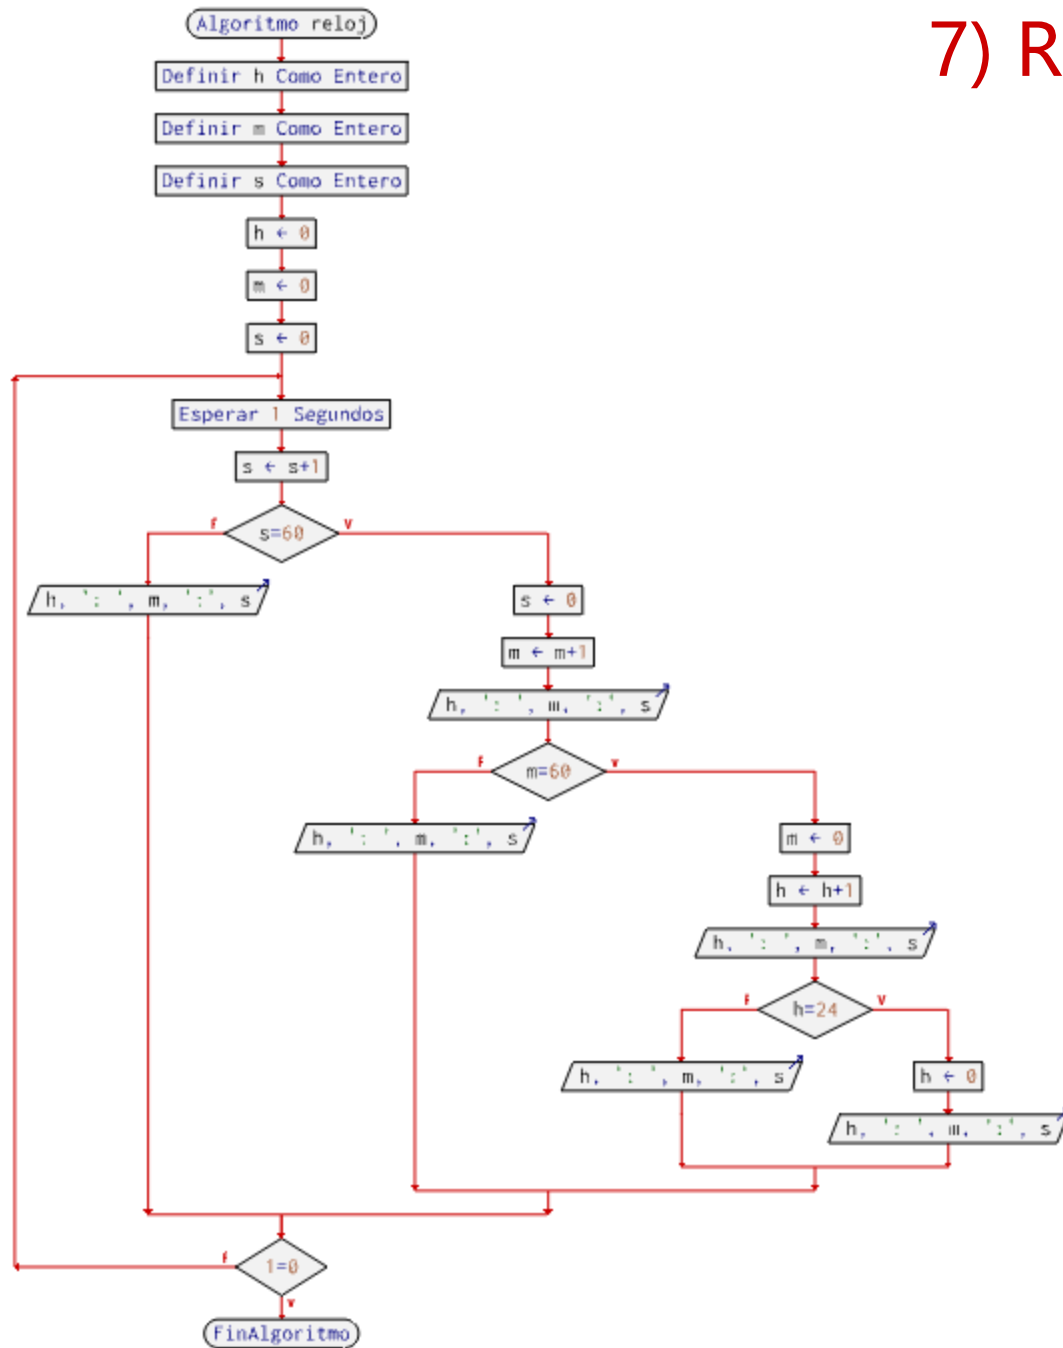 7) R
Algoritmo reloj
Definir h Como Entero
Definir m Como Entero
Definir s Como Entero
h ← 0
m ← 0
s ← 0
Esperar 1 Segundos
s ← s+1
s=60
F
V
h, ': ', m, ':', s
s ← 0
m ← m+1
h, ': ', m, ':', s
m=60
F
V
h, ': ', m, ':', s
m ← 0
h ← h+1
h, ': ', m, ':', s
h=24
F
V
h, ': ', m, ':', s
h ← 0
h, ': ', m, ':', s
1=0
F
V
FinAlgoritmo